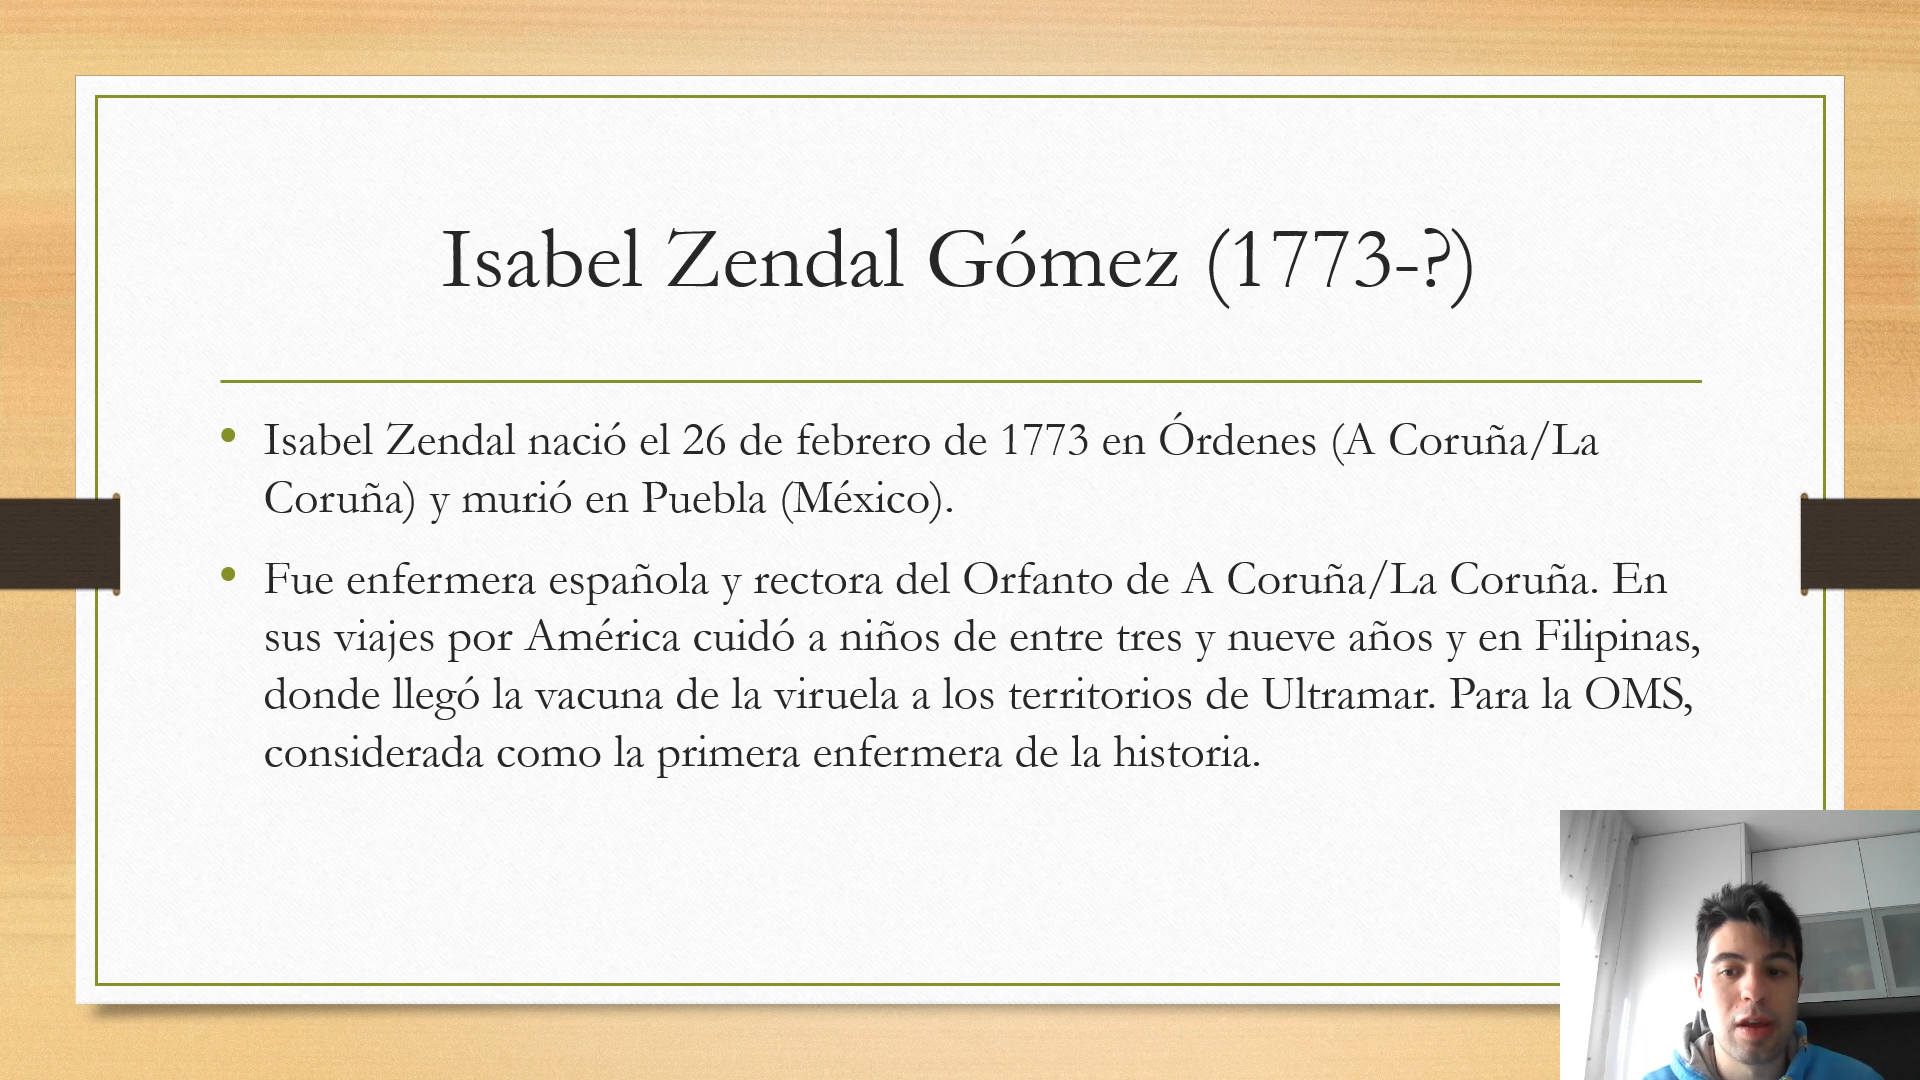 Isabel Zendal Gómez (1773-?)
• Isabel Zendal nació el 26 de febrero de 1773 en Órdenes (A Coruña/La
Coruña) y murió en Puebla (México).
• Fue enfermera española y rectora del Orfanto de A Coruña/La Coruña. En
sus viajes por América cuidó a niños de entre tres y nueve años y en Filipinas,
donde llegó la vacuna de la viruela a los territorios de Ultramar. Para la OMS,
considerada como la primera enfermera de la historia.